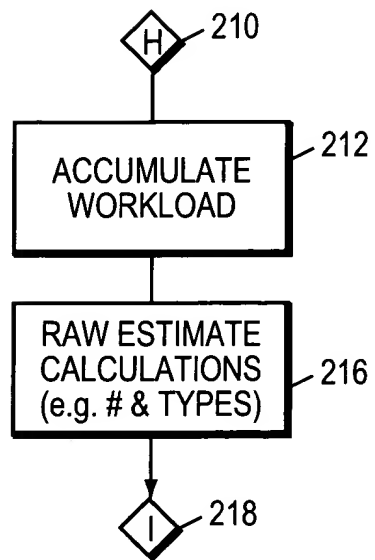 H
210
ACCUMULATE
WORKLOAD
212
RAW ESTIMATE
CALCULATIONS
(e.g. # & TYPES)
216
I
218